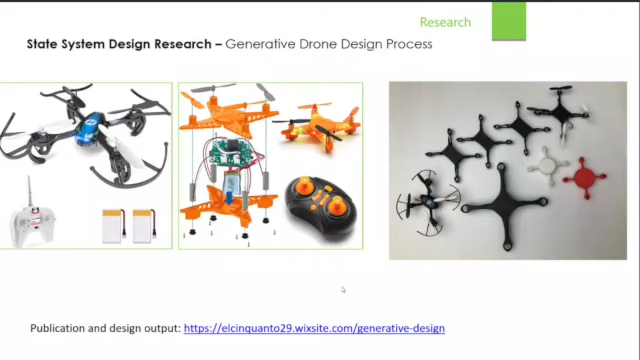 Research
State System Design Research – Generative Drone Design Process
Publication and design output: https://elcinquanto29.wixsite.com/generative-design